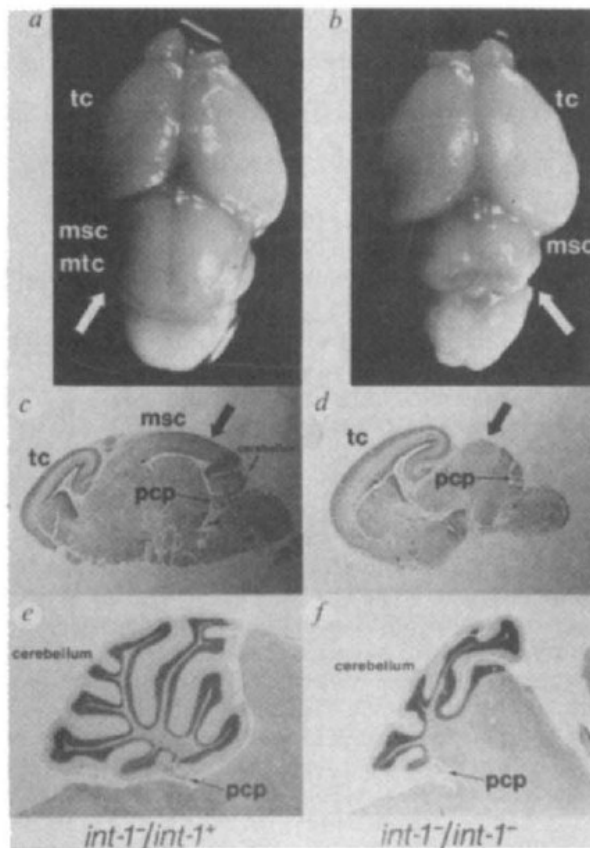 a
b
tc
tc
msc
mtc
msc
c
msc
d
tc
cerebellum
tc
pcp
pcp
e
f
cerebellum
cerebellum
pcp
pcp
int-1⁻/int-1⁺
int-1⁻/int-1⁻